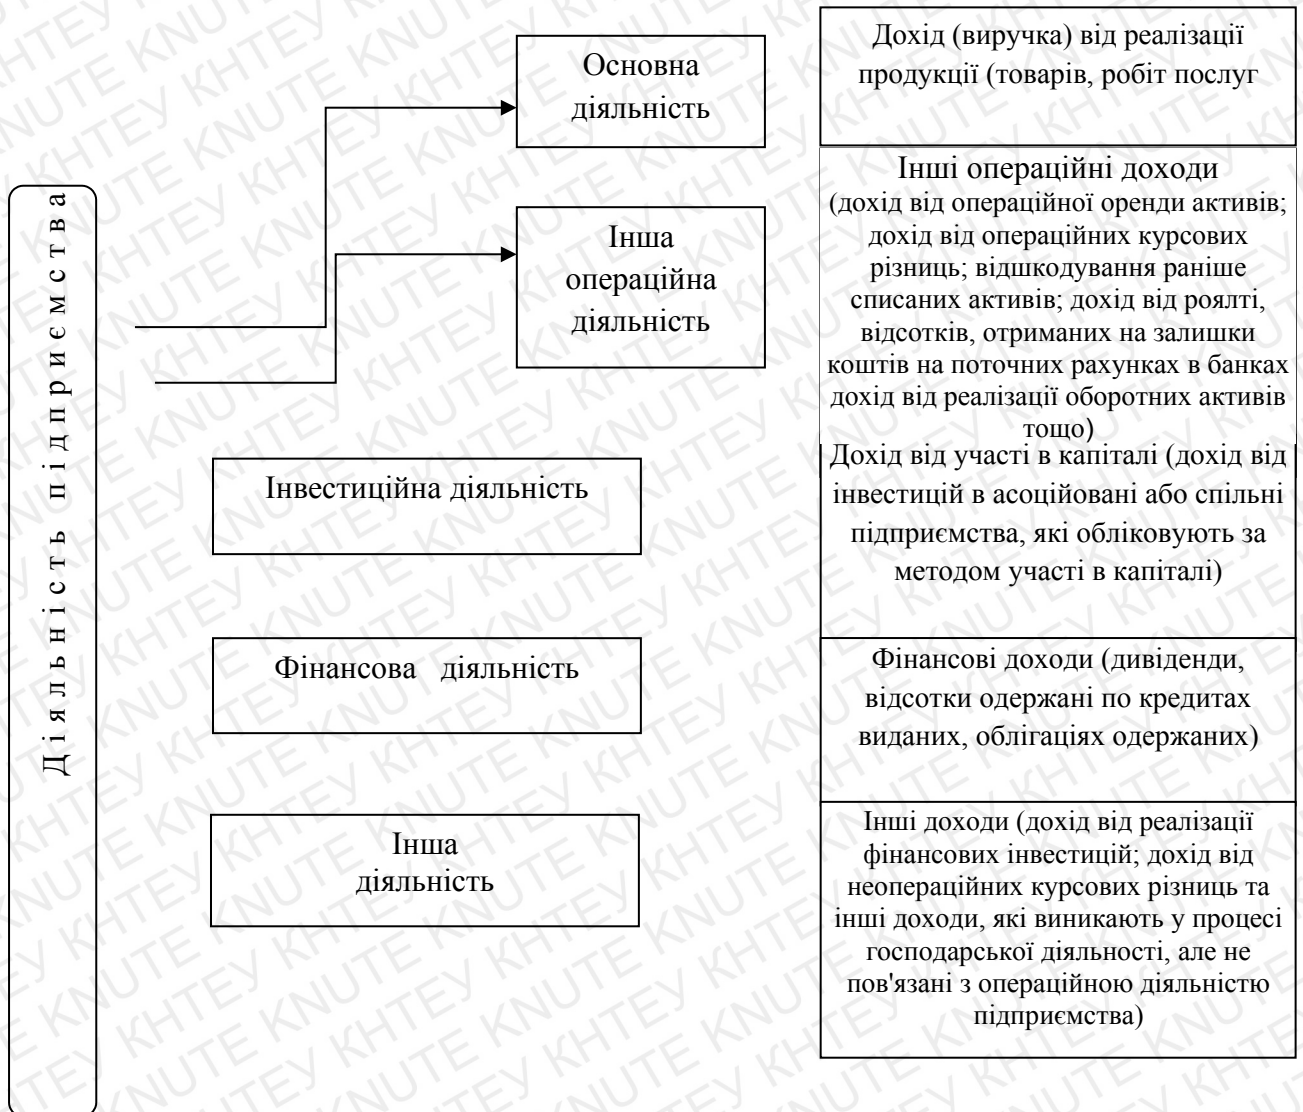 Діяльність підприємства
Основна
діяльність
Дохід (виручка) від реалізації
продукції (товарів, робіт послуг
Інша
операційна
діяльність
Інші операційні доходи
(дохід від операційної оренди активів;
дохід від операційних курсових
різниць; відшкодування раніше
списаних активів; дохід від роялті,
відсотків, отриманих на залишки
коштів на поточних рахунках в банках
дохід від реалізації оборотних активів
тощо)
Інвестиційна діяльність
Дохід від участі в капіталі (дохід від
інвестицій в асоційовані або спільні
підприємства, які обліковують за
методом участі в капіталі)
Фінансова діяльність
Фінансові доходи (дивіденди,
відсотки одержані по кредитах
виданих, облігаціях одержаних)
Інша
діяльність
Інші доходи (дохід від реалізації
фінансових інвестицій; дохід від
неопераційних курсових різниць та
інші доходи, які виникають у процесі
господарської діяльності, але не
пов'язані з операційною діяльністю
підприємства)